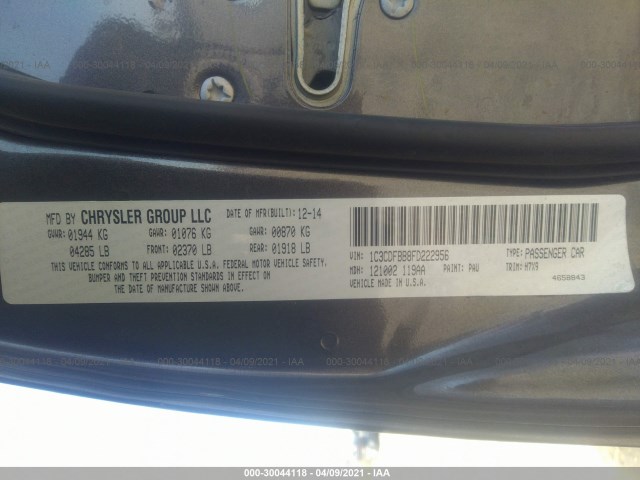 MFD BY CHRYSLER GROUP LLC DATE OF MFR(BUILT): 12-14
GVWR: 01944 KG GAWR: 01076 KG GAWR: 00870 KG
04285 LB FRONT: 02370 LB REAR: 01918 LB
THIS VEHICLE CONFORMS TO ALL APPLICABLE U.S.A. FEDERAL MOTOR VEHICLE SAFETY,
BUMPER AND THEFT PREVENTION STANDARDS IN EFFECT ON
THE DATE OF MANUFACTURE SHOWN ABOVE.
VIN: 1C3CDFBB8FD222956 TYPE: PASSENGER CAR
MDH: 121002 119AA PAINT: PAU TRIM: H7X9
VEHICLE MADE IN U.S.A. 4658843
000-30044118 - 04/09/2021 - IAA